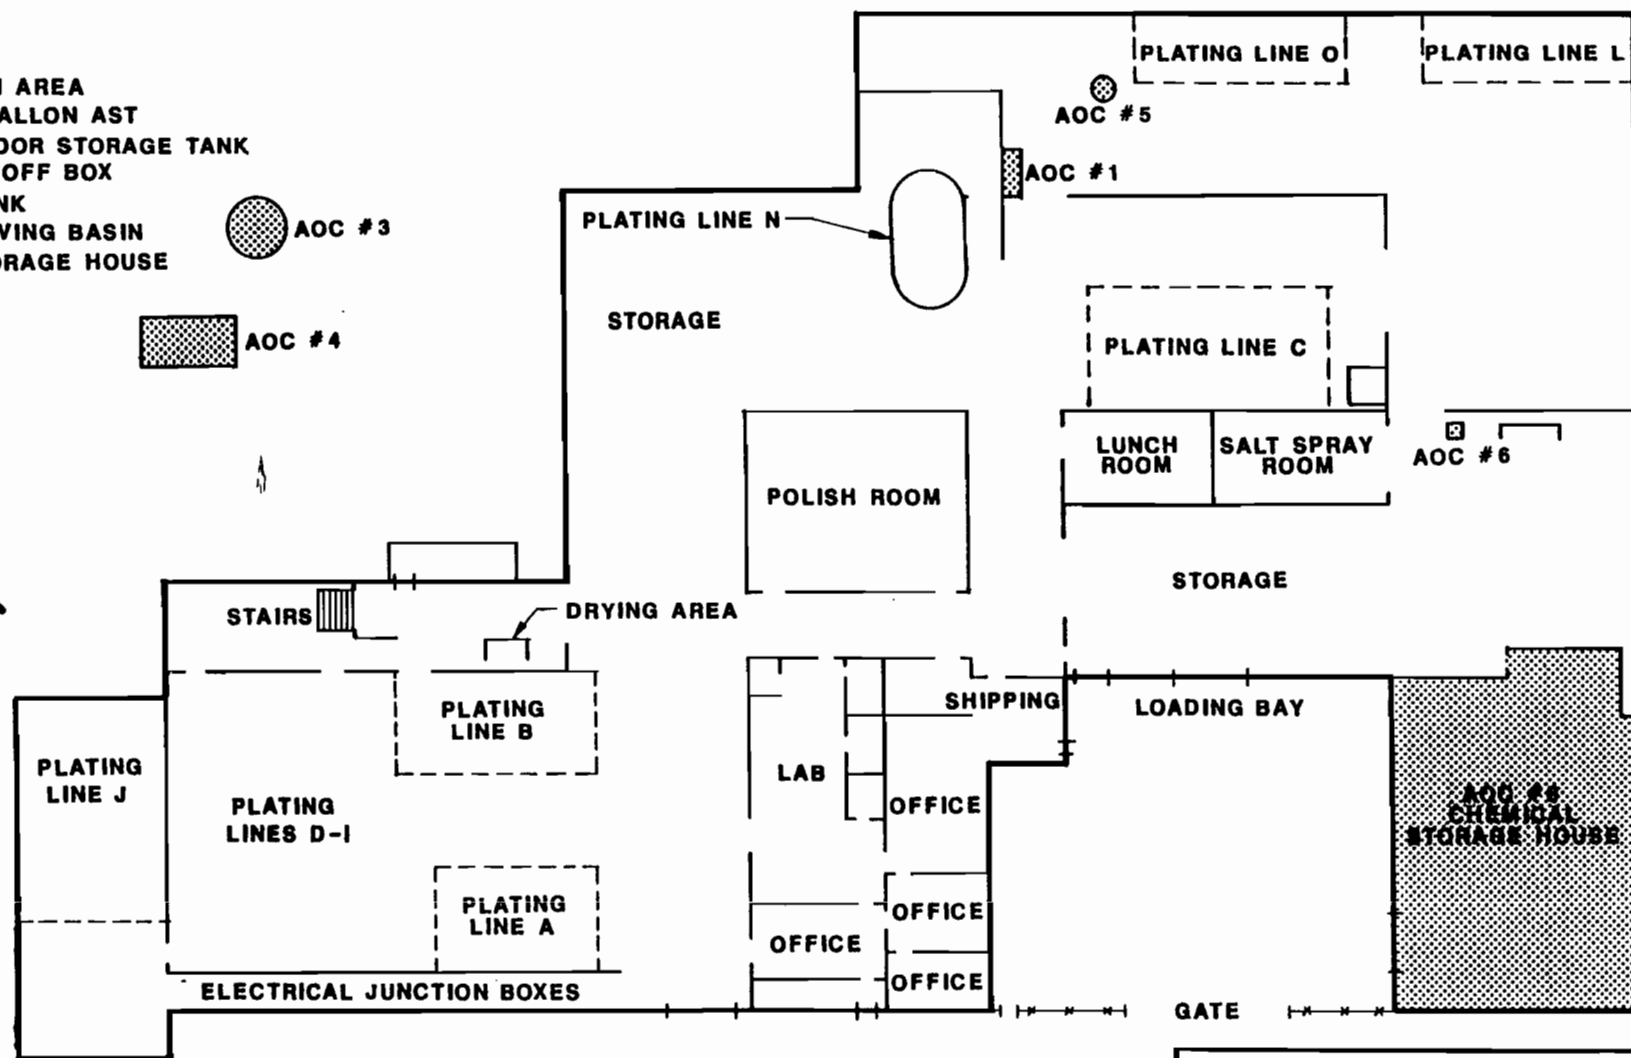 AREA
ALLON AST
OOR STORAGE TANK
OFF BOX
NK
VING BASIN
ORAGE HOUSE
AOC #3
AOC #4
PLATING LINE O
PLATING LINE L
AOC #5
AOC #1
PLATING LINE N
STORAGE
PLATING LINE C
LUNCH
ROOM
SALT SPRAY
ROOM
AOC #6
POLISH ROOM
STORAGE
STAIRS
DRYING AREA
PLATING
LINE B
SHIPPING
LOADING BAY
PLATING
LINE J
PLATING
LINES D-I
LAB
OFFICE
CHEMICAL
STORAGE HOUSE
PLATING
LINE A
OFFICE
OFFICE
OFFICE
ELECTRICAL JUNCTION BOXES
GATE